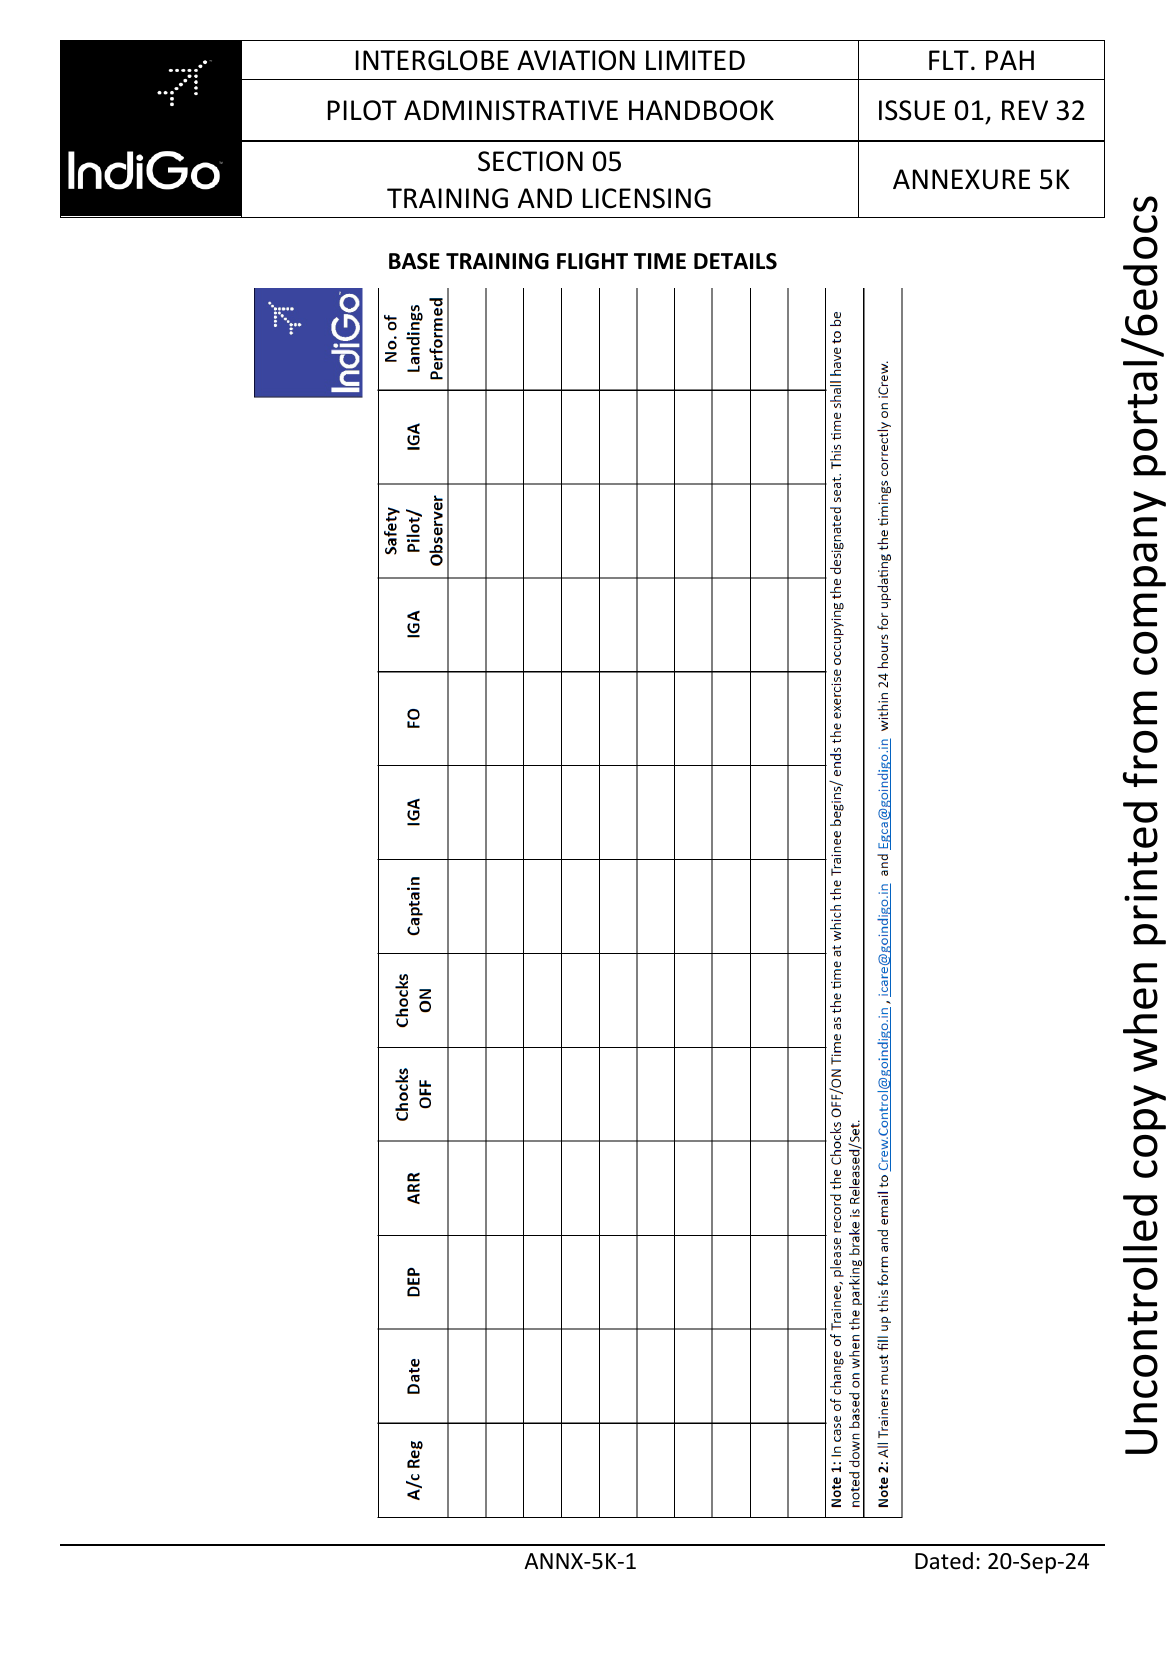 IndiGo
INTERGLOBE AVIATION LIMITED
FLT. PAH
PILOT ADMINISTRATIVE HANDBOOK
ISSUE 01, REV 32
SECTION 05
TRAINING AND LICENSING
ANNEXURE 5K
BASE TRAINING FLIGHT TIME DETAILS
IndiGo
A/c Reg
Date
DEP
ARR
Chocks
OFF
Chocks
ON
Captain
IGA
FO
IGA
Safety
Pilot/
Observer
IGA
No. of
Landings
Performed
Note 1: In case of change of Trainee, please record the Chocks OFF/ON Time as the time at which the Trainee begins/ ends the exercise occupying the designated seat. This time shall have to be
noted down based on when the parking brake is Released/Set.
Note 2: All Trainers must fill up this form and email to Crew.Control@goindigo.in , icare@goindigo.in and Egca@goindigo.in within 24 hours for updating the timings correctly on iCrew.
ANNX-5K-1
Dated: 20-Sep-24
Uncontrolled copy when printed from company portal/6edocs